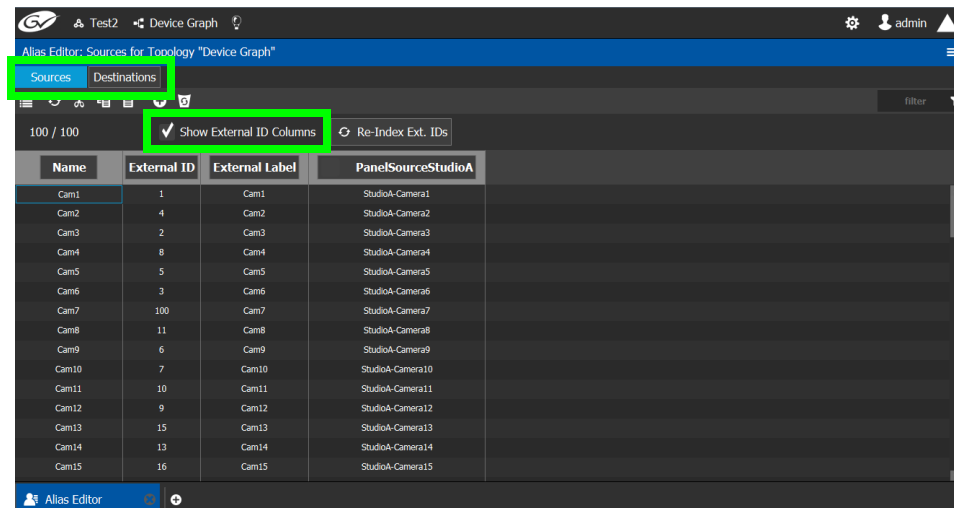 GV Test2 Device Graph admin
Alias Editor: Sources for Topology "Device Graph"
Sources Destinations
filter
100 / 100 Show External ID Columns Re-Index Ext. IDs
Name External ID External Label PanelSourceStudioA
Cam1 1 Cam1 StudioA-Camera1
Cam2 4 Cam2 StudioA-Camera2
Cam3 2 Cam3 StudioA-Camera3
Cam4 8 Cam4 StudioA-Camera4
Cam5 5 Cam5 StudioA-Camera5
Cam6 3 Cam6 StudioA-Camera6
Cam7 100 Cam7 StudioA-Camera7
Cam8 11 Cam8 StudioA-Camera8
Cam9 6 Cam9 StudioA-Camera9
Cam10 7 Cam10 StudioA-Camera10
Cam11 10 Cam11 StudioA-Camera11
Cam12 9 Cam12 StudioA-Camera12
Cam13 15 Cam13 StudioA-Camera13
Cam14 13 Cam14 StudioA-Camera14
Cam15 16 Cam15 StudioA-Camera15
Alias Editor